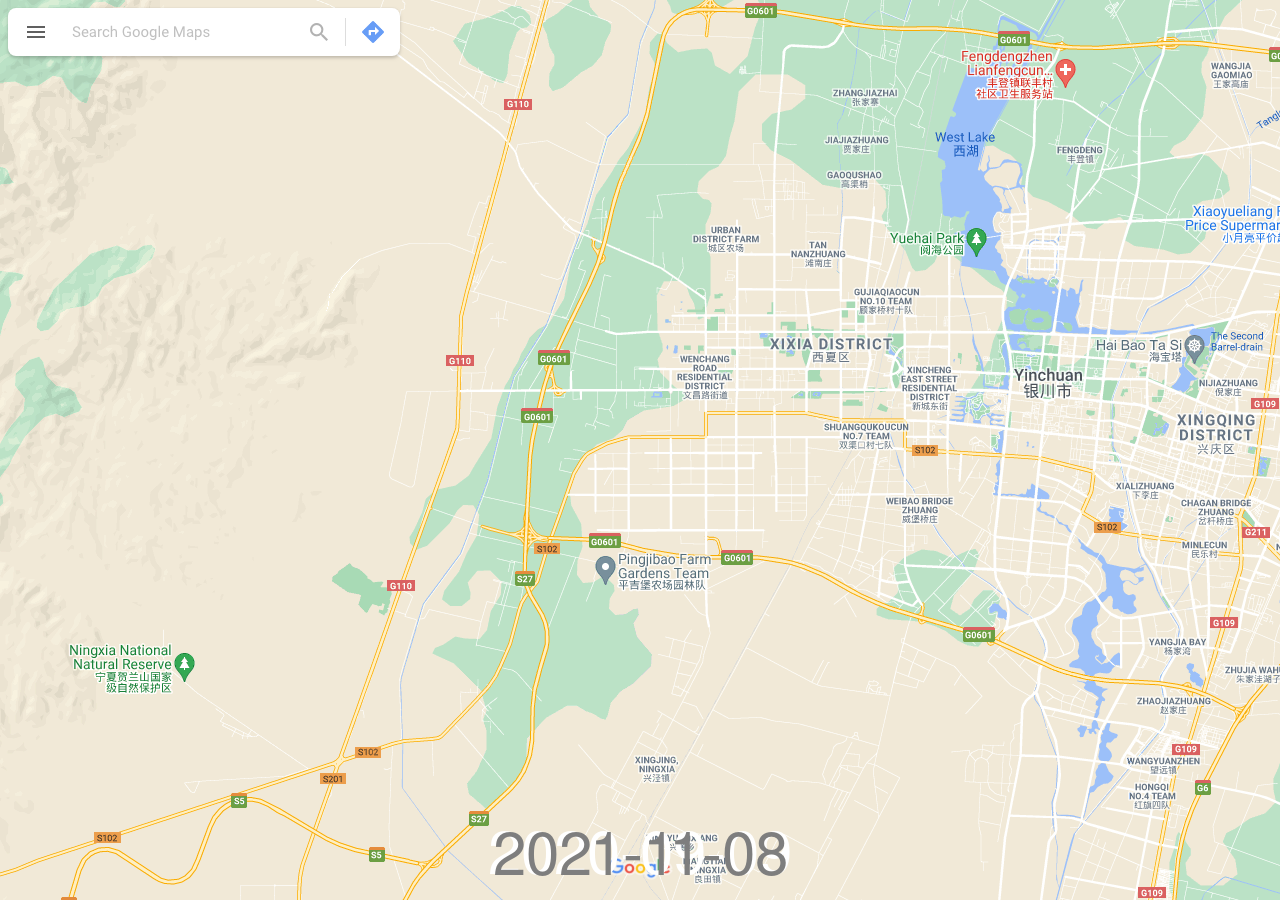 Search Google Maps
G0601
G0601
Fengdengzhen
Lianfengcun...
丰登镇联丰村
社区卫生服务站
WANGJIA
GAOMIAO
王家高庙
G110
ZHANGJIAZHAI
张家寨
West Lake
西湖
JIAJIAZHUANG
贾家庄
FENGDENG
丰登镇
GAOQUSHAO
高渠梢
Xiaoyueliang
Price Superma
小月亮平价
URBAN
DISTRICT FARM
城区农场
TAN
NANZHUANG
滩南庄
Yuehai Park
阅海公园
GUJIAQIAOCUN
NO.10 TEAM
顾家桥村十队
XIXIA DISTRICT
西夏区
Hai Bao Ta Si
海宝塔
The Second
Barrel-drain
G110
G0601
WENCHANG
ROAD
RESIDENTIAL
DISTRICT
文昌路街道
XINCHENG
EAST STREET
RESIDENTIAL
DISTRICT
新城东街
Yinchuan
银川市
NIJIAZHUANG
倪家庄
G109
G0601
SHUANGQUKOUCUN
NO.7 TEAM
双渠口村七队
XINGQING
DISTRICT
兴庆区
S102
XIALIZHUANG
下李庄
WEIBAO BRIDGE
ZHUANG
威堡桥庄
CHAGAN BRIDGE
ZHUANG
岔杆桥庄
S102
G211
G0601
S102
G0601
MINLECUN
民乐村
Pingjibao Farm
Gardens Team
平吉堡农场园林队
S27
G110
G109
G0601
YANGJIA BAY
杨家湾
Ningxia National
Natural Reserve
宁夏贺兰山国家
级自然保护区
ZHUJIA WAHU
朱家洼湖子
ZHAOJIAZHUANG
赵家庄
S102
G109
S201
XINGJING,
NINGXIA
兴泾镇
WANGYUANZHEN
望远镇
HONGQI
NO.4 TEAM
红旗四队
G6
S5
S27
S102
S5
2021-11-08
Google
良田镇
G109